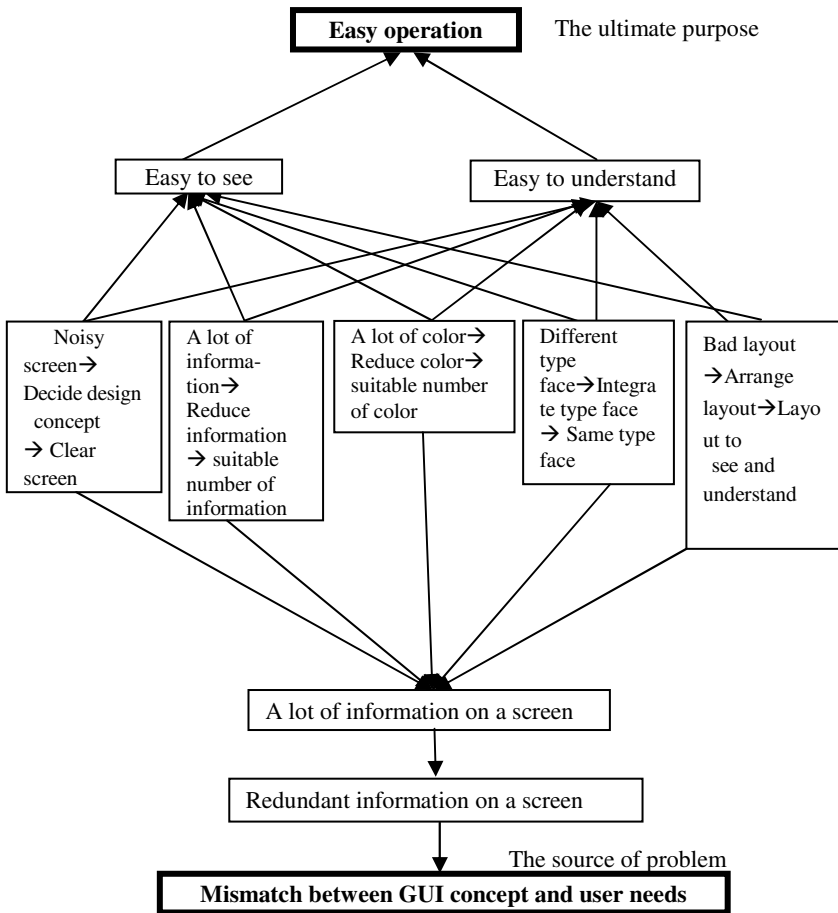 Easy operation
The ultimate purpose
Easy to see
Easy to understand
Noisy
screen→
Decide design
concept
→ Clear
screen
A lot of
informa-
tion→
Reduce
information
→ suitable
number of
information
A lot of color→
Reduce color→
suitable number
of color
Different
type
face→Integra
te type face
→ Same type
face
Bad layout
→Arrange
layout→Layo
ut to
see and
understand
A lot of information on a screen
Redundant information on a screen
The source of problem
Mismatch between GUI concept and user needs